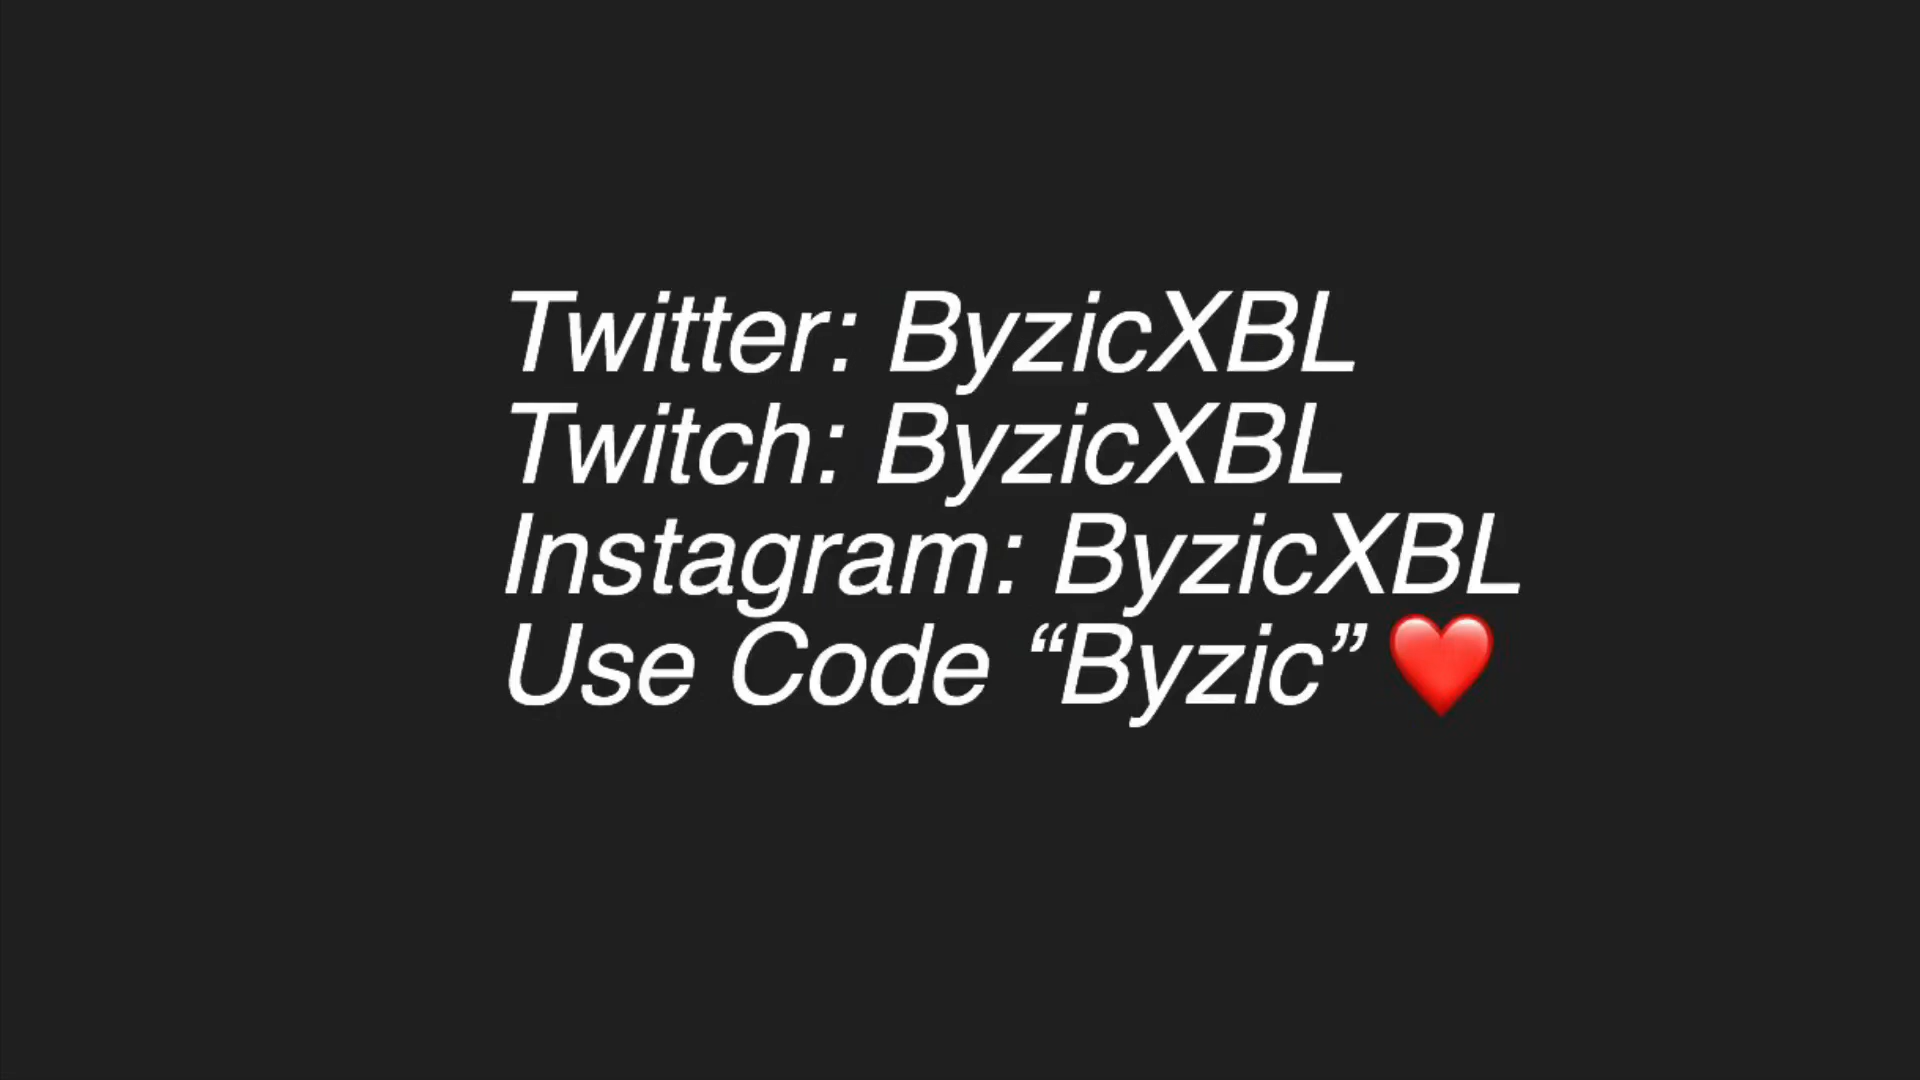 Twitter: ByzicXBL
Twitch: ByzicXBL
Instagram: ByzicXBL
Use Code “Byzic” ❤️